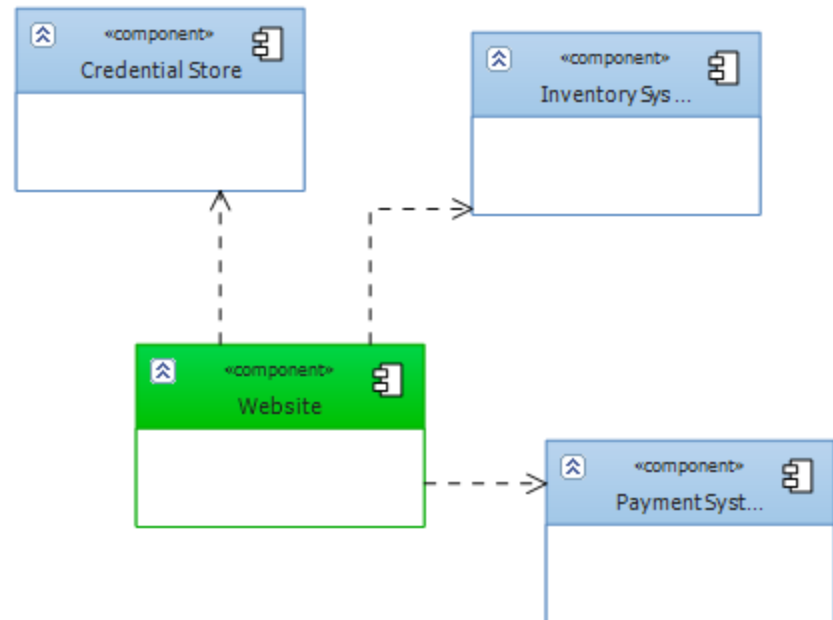 «component»
Credential Store
«component»
Inventory Sys...
«component»
Website
«component»
Payment Syst...